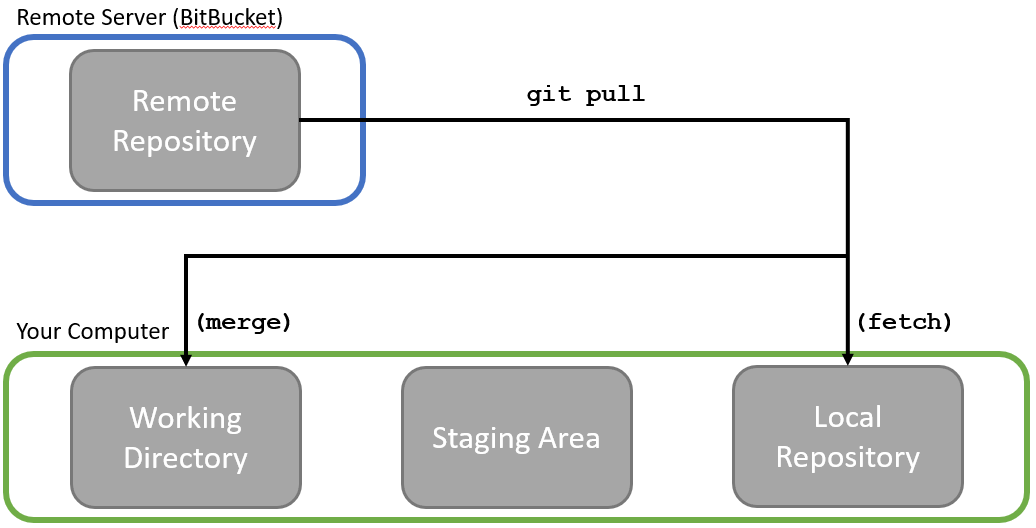 Remote Server (BitBucket)
Remote
Repository
git pull
(merge)
(fetch)
Your Computer
Working
Directory
Staging Area
Local
Repository